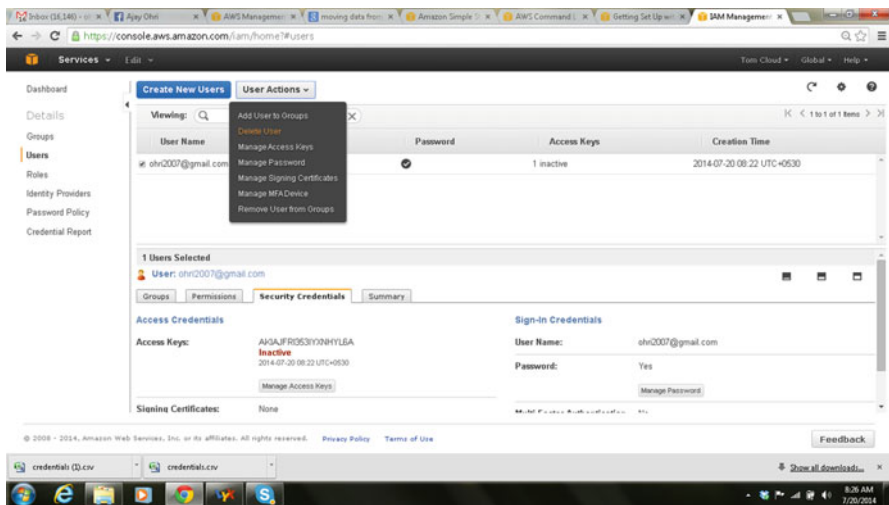 Inbox (16,146) - o
Ajay Ohri
AWS Managemen
moving data from
Amazon Simple
AWS Command L
Getting Set Up wit
IAM Managemen
https://console.aws.amazon.com/iam/home?#users
Services Edit Tom Cloud Global Help
Dashboard
Details
Groups
Users
Roles
Identity Providers
Password Policy
Credential Report
Create New Users User Actions
Viewing: 1 to 1 of 1 items
User Name Password Access Keys Creation Time
ohri2007@gmail.com 1 inactive 2014-07-20 08:22 UTC+0530
Add User to Groups
Delete User
Manage Access Keys
Manage Password
Manage Signing Certificates
Manage MFA Device
Remove User from Groups
1 Users Selected
User: ohri2007@gmail.com
Groups Permissions Security Credentials Summary
Access Credentials
Access Keys:
Inactive
2014-07-20 08:22 UTC+0530
Manage Access Keys
Signing Certificates: None
Sign-In Credentials
User Name: ohri2007@gmail.com
Password: Yes
Manage Password
Multi-Factor Authentication No
© 2008 - 2014, Amazon Web Services, Inc. or its affiliates. All rights reserved. Privacy Policy Terms of Use
Feedback
credentials (1).csv credentials.csv Show all downloads...
8:26 AM
7/20/2014